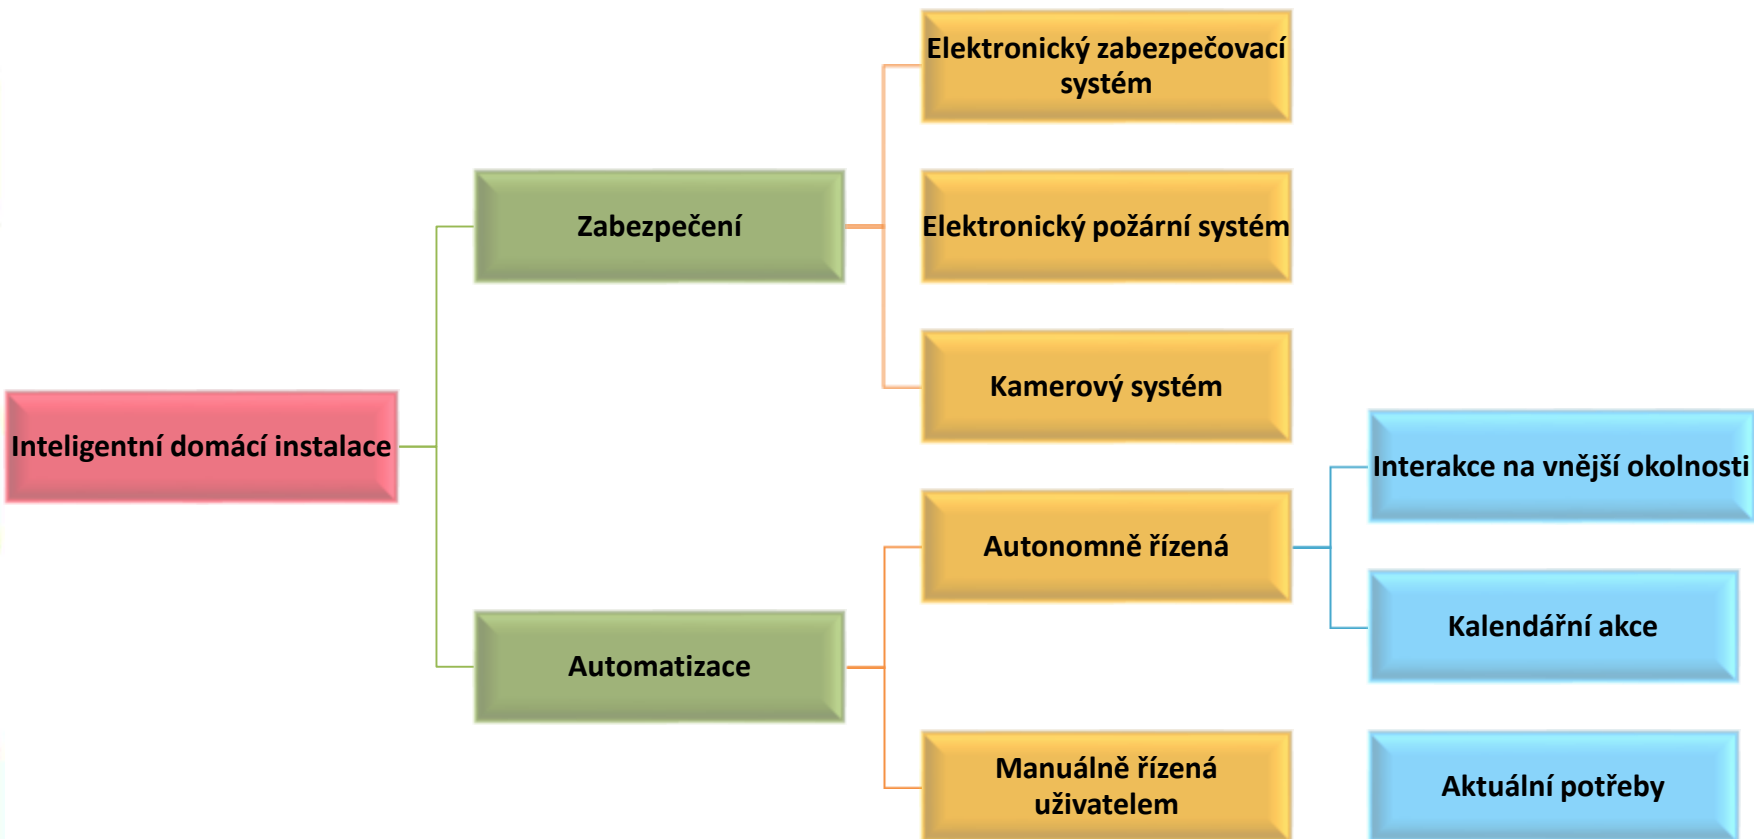 Elektronický zabezpečovací
systém
Zabezpečení
Elektronický požární systém
Kamerový systém
Inteligentní domácí instalace
Interakce na vnější okolnosti
Autonomně řízená
Kalendářní akce
Automatizace
Manuálně řízená
uživatelem
Aktuální potřeby